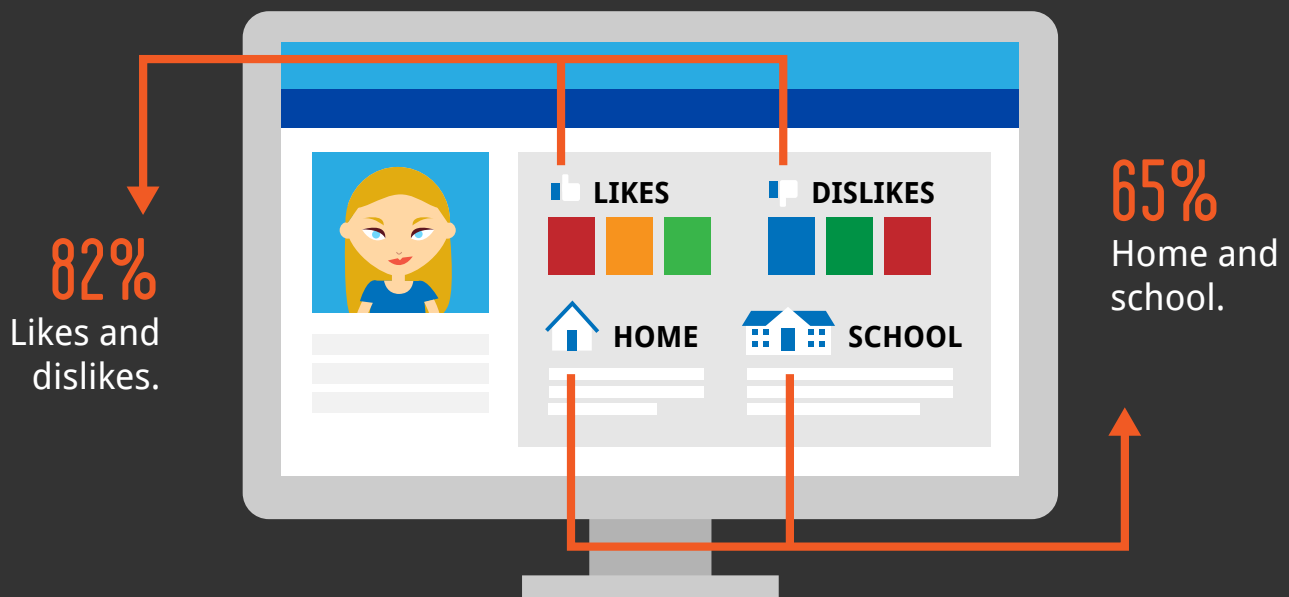 LIKES
DISLIKES
HOME
SCHOOL
82%
Likes and
dislikes.
65%
Home and
school.